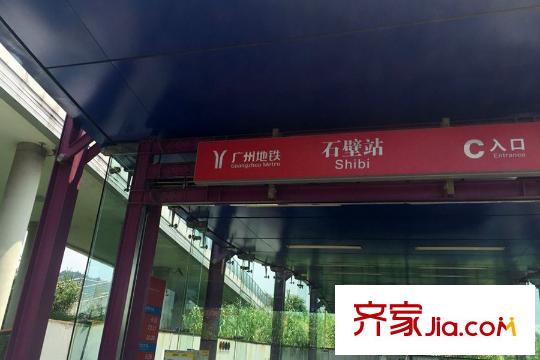 广州地铁
Guangzhou Metro
石壁站
Shibi
C 入口
Entrance
齐家Jia.com